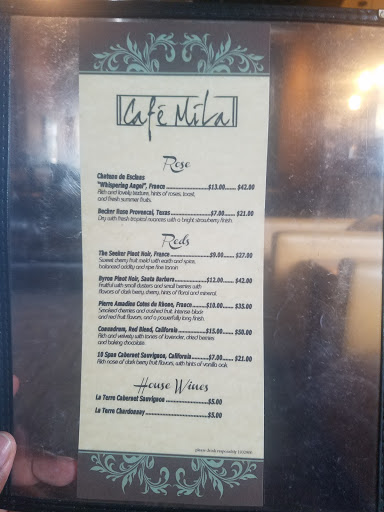 Café Mila
Rose
Chateau de Esclans
"Whispering Angel", France ..................$13.00....... $42.00
Rich and lovely texture, hints of roses, tosali,
and fresh summer fruits.
Becker Rose Provencal, Texas ................$7.00....... $21.00
Dry with fresh tropical nuances with a bright strawberry finish.
Reds
The Seeker Pinot Noir, France ................$9.00....... $27.00
Sweet cherry fruit meld with earth and spice,
balanced acidity and ripe fine tannin
Byron Pinot Noir, Santa Barbara .............$12.00...... $42.00
Fruitful with small clusters and small berries with
flavors of dark berry, cherry, hints of floral and mineral.
Pierre Amadieu Cotes du Rhone, France.......$10.00..... $35.00
Smoked cherries and crushed fruit, intense black
and red fruit flavors, and a powerfully long finish.
Conundrum, Red Blend, California ..........$15.00..... $50.00
Rich and velvety with tones of lavender, dried berries
and baking chocolate.
10 Span Cabernet Sauvignon, California........$7.00...... $21.00
Rich nose of dark berry fruit flavors, with hints of vanilla oak.
House Wines
La Terre Cabernet Sauvignon ...............$5.00
La Terre Chardonnay ........................$5.00
please drink responsibly